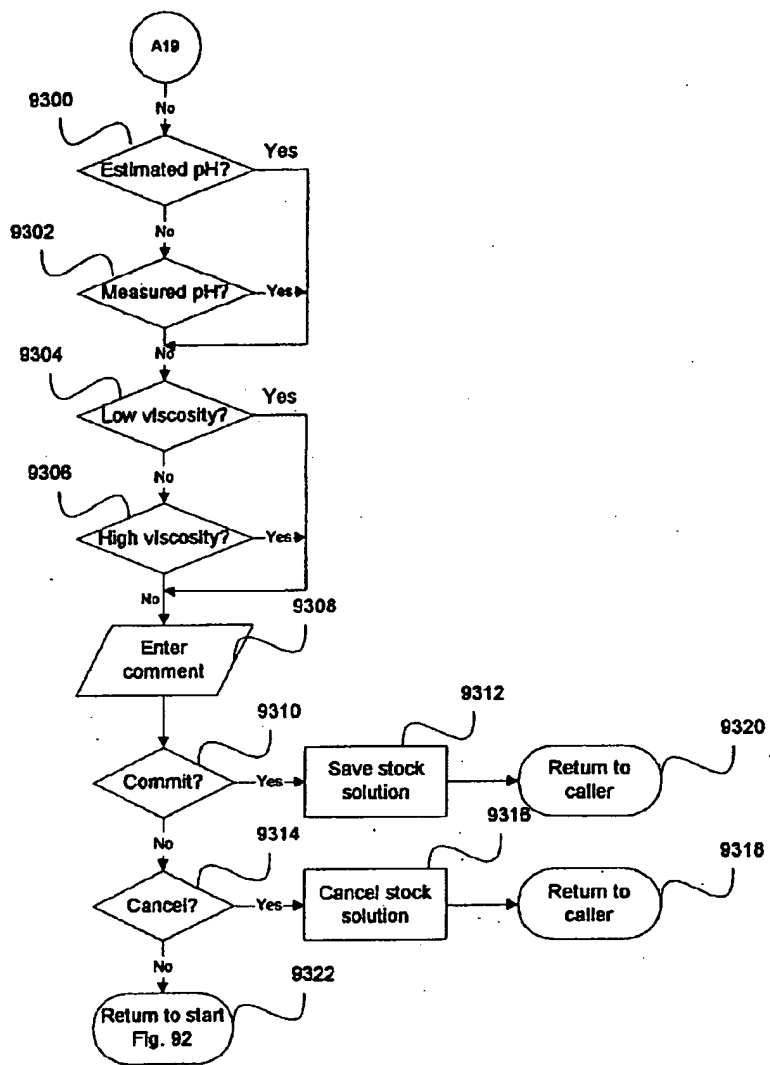 A19
No
9300
Estimated pH?
Yes
No
9302
Measured pH?
Yes
No
9304
Low viscosity?
Yes
No
9306
High viscosity?
Yes
No
9308
Enter
comment
9310
Commit?
Yes
9312
Save stock
solution
9320
Return to
caller
No
9314
Cancel?
Yes
9316
Cancel stock
solution
9318
Return to
caller
No
9322
Return to start
Fig. 92